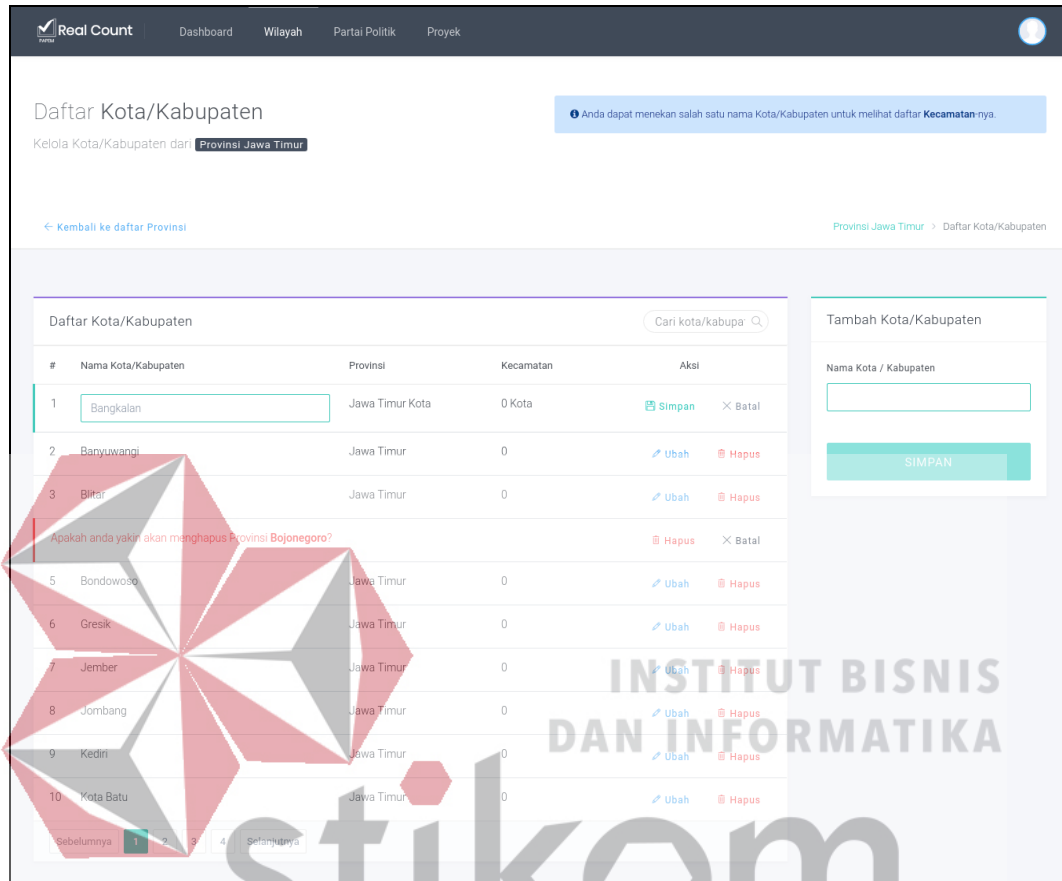 Real Count Dashboard Wilayah Partai Politik Proyek
Daftar Kota/Kabupaten
Anda dapat menekan salah satu nama Kota/Kabupaten untuk melihat daftar Kecamatan-nya.
Kelola Kota/Kabupaten dari Provinsi Jawa Timur
← Kembali ke daftar Provinsi
Provinsi Jawa Timur > Daftar Kota/Kabupaten
Daftar Kota/Kabupaten
Cari kota/kabupa
# Nama Kota/Kabupaten Provinsi Kecamatan Aksi
1 Bangkalan Jawa Timur Kota 0 Kota Simpan × Batal
2 Banyuwangi Jawa Timur 0 Ubah Hapus
3 Blitar Jawa Timur 0 Ubah Hapus
Apakah anda yakin akan menghapus Provinsi Bojonegoro? Hapus × Batal
5 Bondowoso Jawa Timur 0 Ubah Hapus
6 Gresik Jawa Timur 0 Ubah Hapus
7 Jember Jawa Timur 0 Ubah Hapus
8 Jombang Jawa Timur 0 Ubah Hapus
9 Kediri Jawa Timur 0 Ubah Hapus
10 Kota Batu Jawa Timur 0 Ubah Hapus
Sebelumnya 1 2 3 4 Selanjutnya
Tambah Kota/Kabupaten
Nama Kota / Kabupaten
SIMPAN
INSTITUT BISNIS
DAN INFORMATIKA
stikom